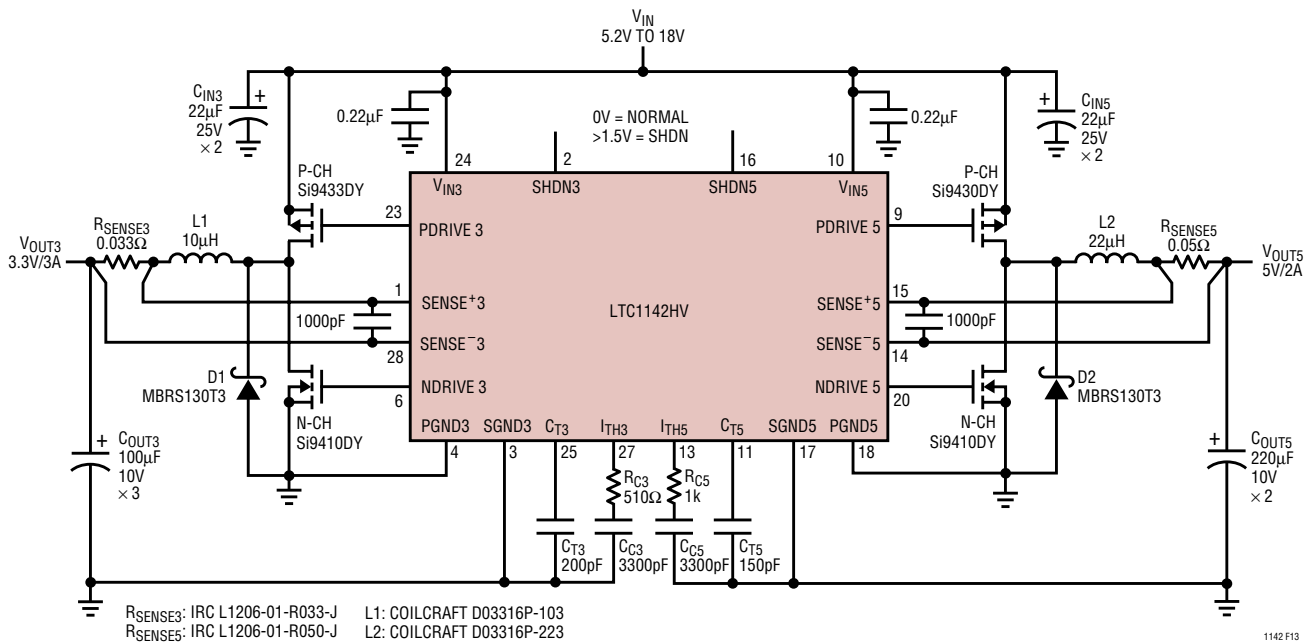 VIN
5.2V TO 18V
CIN3
22µF
25V
× 2
+
0.22µF
0V = NORMAL
>1.5V = SHDN
0.22µF
+
CIN5
22µF
25V
× 2
P-CH
Si9433DY
24
2
16
10
P-CH
Si9430DY
VIN3
SHDN3
SHDN5
VIN5
23
PDRIVE 3
PDRIVE 5
9
VOUT3
3.3V/3A
RSENSE3
0.033Ω
L1
10µH
L2
22µH
RSENSE5
0.05Ω
VOUT5
5V/2A
1
SENSE+3
LTC1142HV
SENSE+5
15
1000pF
1000pF
SENSE–3
28
SENSE–5
14
D1
MBRS130T3
NDRIVE 3
6
NDRIVE 5
20
D2
MBRS130T3
N-CH
Si9410DY
N-CH
Si9410DY
PGND3
SGND3
CT3
ITH3
ITH5
CT5
SGND5
PGND5
4
3
25
27
13
11
17
18
+
COUT3
100µF
10V
× 3
RC3
510Ω
RC5
1k
+
COUT5
220µF
10V
× 2
CT3
200pF
CC3
3300pF
CC5
3300pF
CT5
150pF
RSENSE3: IRC L1206-01-R033-J L1: COILCRAFT D03316P-103
RSENSE5: IRC L1206-01-R050-J L2: COILCRAFT D03316P-223
1142 F13